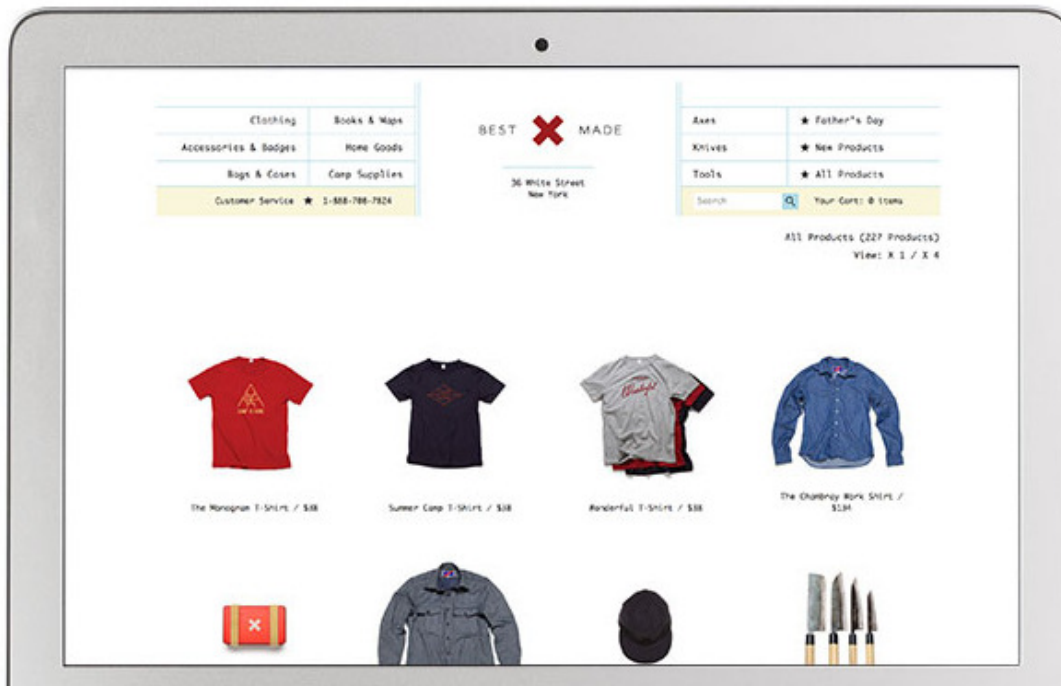 Clothing
Books & Maps
Accessories & Badges
Home Goods
Bags & Cases
Camp Supplies
Customer Service ★ 1-888-708-7824
BEST X MADE
36 White Street
New York
Axes
★ Father's Day
Knives
★ New Products
Tools
★ All Products
Search
Your Cart: 0 items
All Products (227 Products)
View: X 1 / X 4
Wonderful
The Monogram T-Shirt / $38
Summer Camp T-Shirt / $38
Wonderful T-Shirt / $38
The Chambray Work Shirt /
$134